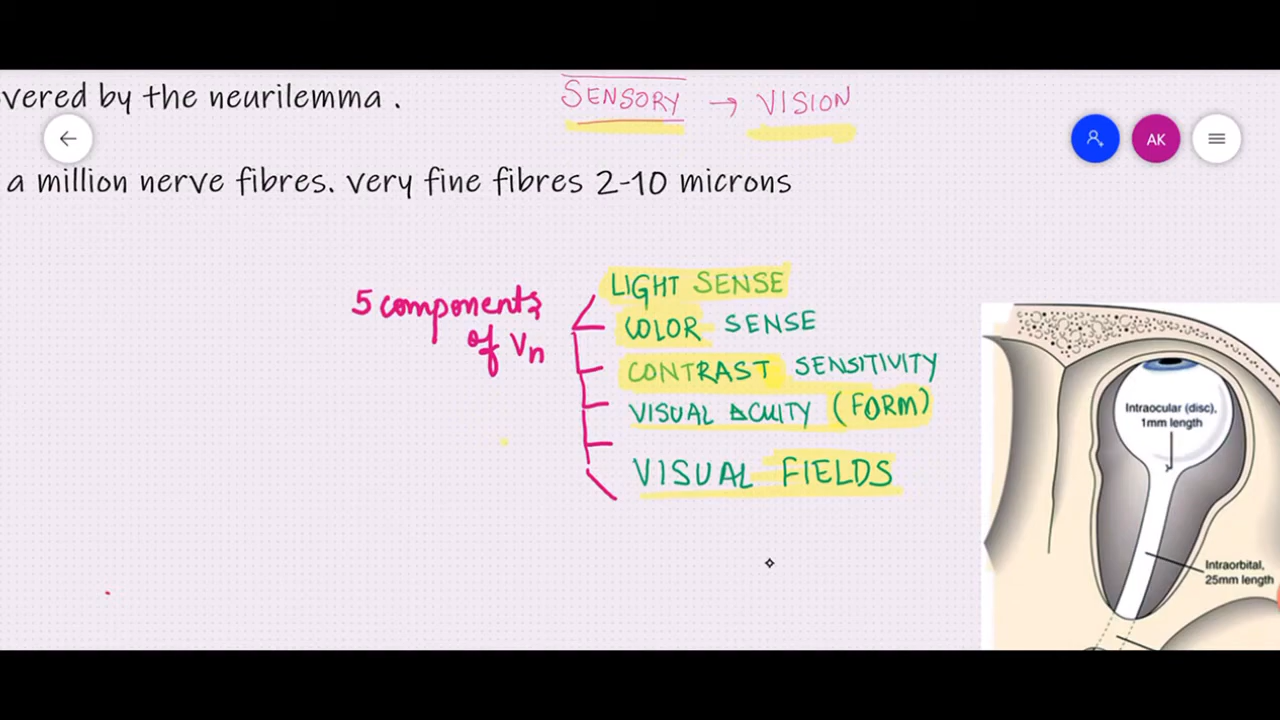 overed by the neurilemma .
SENSORY → VISION
AK
a million nerve fibres. very fine fibres 2-10 microns
5 components
of Vn
LIGHT SENSE
COLOR SENSE
CONTRAST SENSITIVITY
VISUAL ACUITY (FORM)
VISUAL FIELDS
Intraocular (disc),
1mm length
Intraorbital,
25mm length